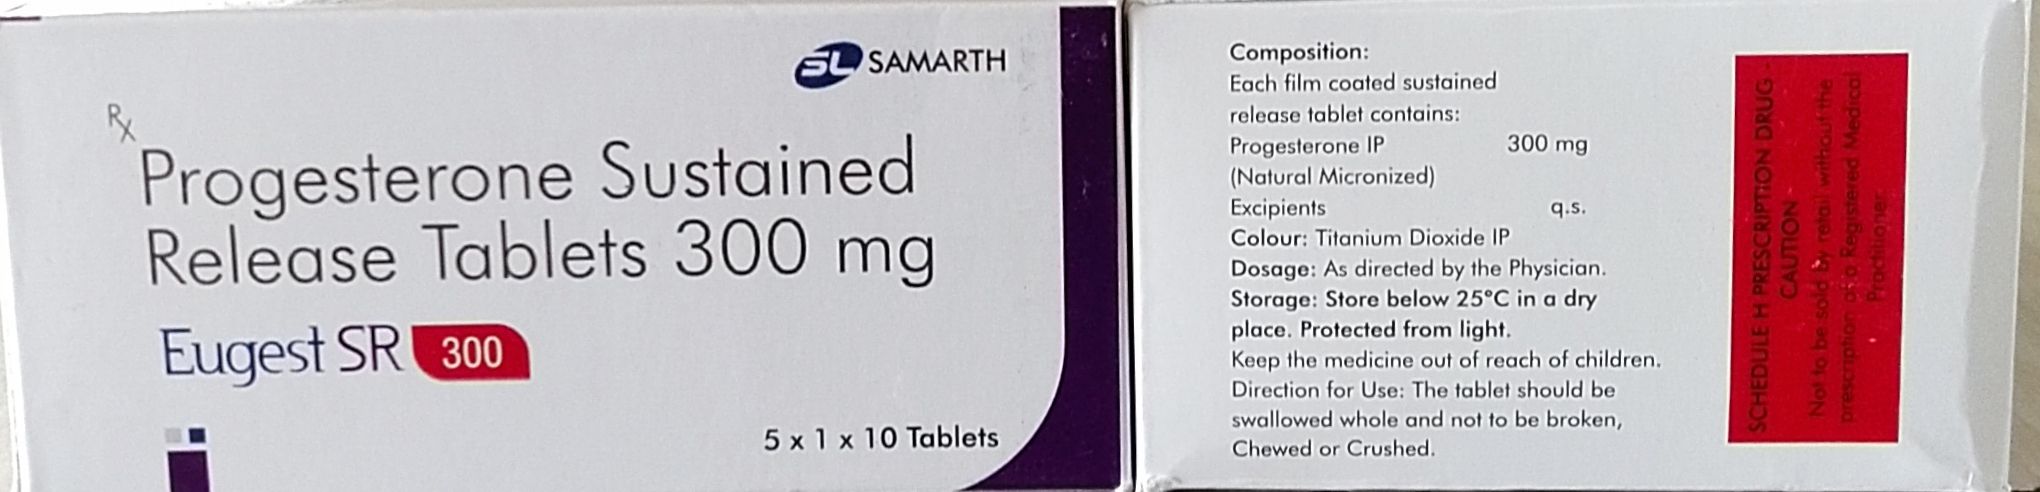 SL SAMARTH
Rx
Progesterone Sustained
Release Tablets 300 mg
Eugest SR 300
5 x 1 x 10 Tablets
Composition:
Each film coated sustained
release tablet contains:
Progesterone IP 300 mg
(Natural Micronized)
Excipients q.s.
Colour: Titanium Dioxide IP
Dosage: As directed by the Physician.
Storage: Store below 25°C in a dry
place. Protected from light.
Keep the medicine out of reach of children.
Direction for Use: The tablet should be
swallowed whole and not to be broken,
Chewed or Crushed.
SCHEDULE H PRESCRIPTION DRUG -
CAUTION
Not to be sold by retail without the
prescription of a Registered Medical
Practitioner.